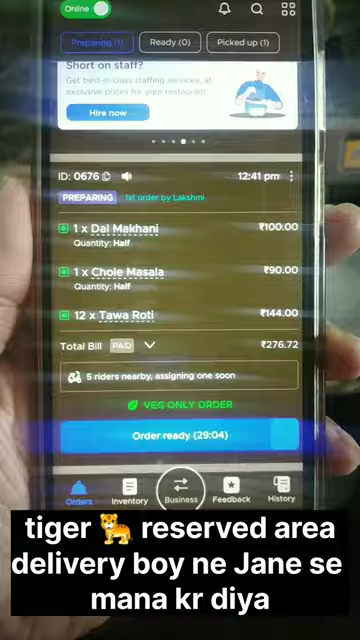 Online
Preparing (1)
Ready (0)
Picked up (1)
Short on staff?
Get best-in-class staffing services, at
exclusive prices for your restaurant.
Hire now
ID: 0676
12:41 pm
PREPARING
1st order by Lakshmi
1 x Dal Makhani ₹100.00
Quantity: Half
1 x Chole Masala ₹90.00
Quantity: Half
12 x Tawa Roti ₹144.00
Total Bill PAID ₹276.72
5 riders nearby, assigning one soon
VEG ONLY ORDER
Order ready (29:04)
Orders
Inventory
Business
Feedback
History
tiger 🐅 reserved area
delivery boy ne Jane se
mana kr diya